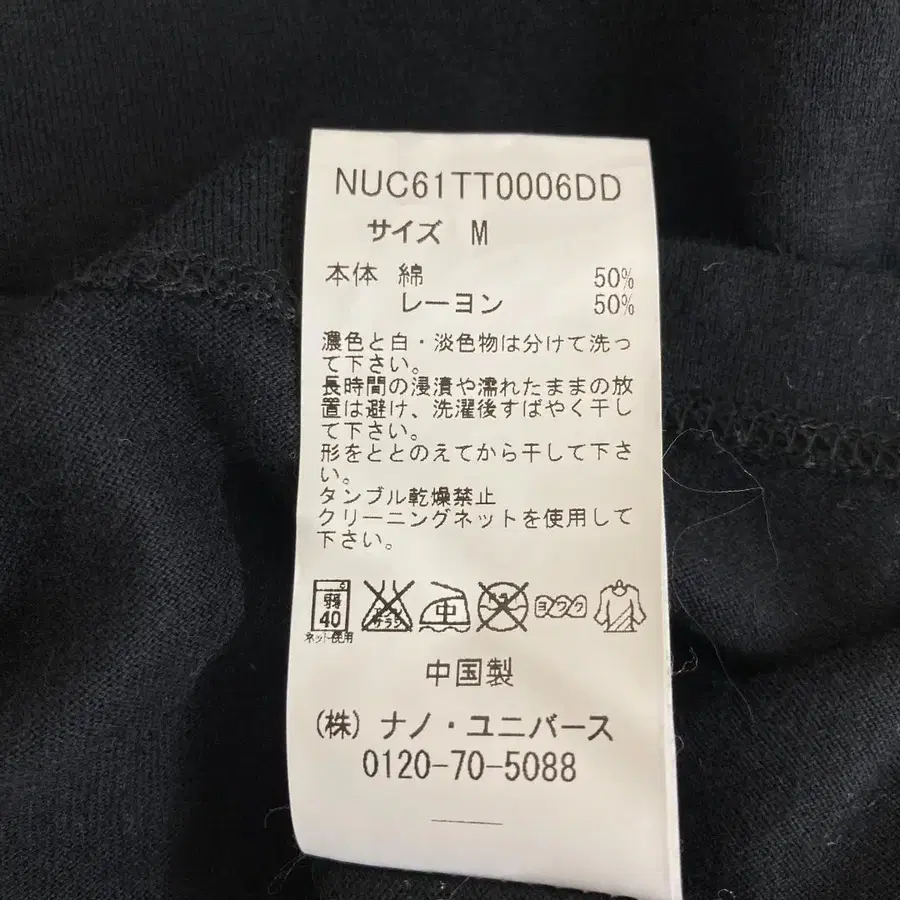 NUC61TT0006DD
サイズ M
本体 綿 50%
レーヨン 50%
濃色と白・淡色物は分けて洗っ
て下さい。
長時間の浸漬や濡れたままの放
置は避け、洗濯後すばやく干し
て下さい。
形をととのえてから干して下さ
い。
タンブル乾燥禁止
クリーニングネットを使用して
下さい。
弱 40 中 ヨワク
ネット使用
中国製
(株) ナノ・ユニバース
0120-70-5088